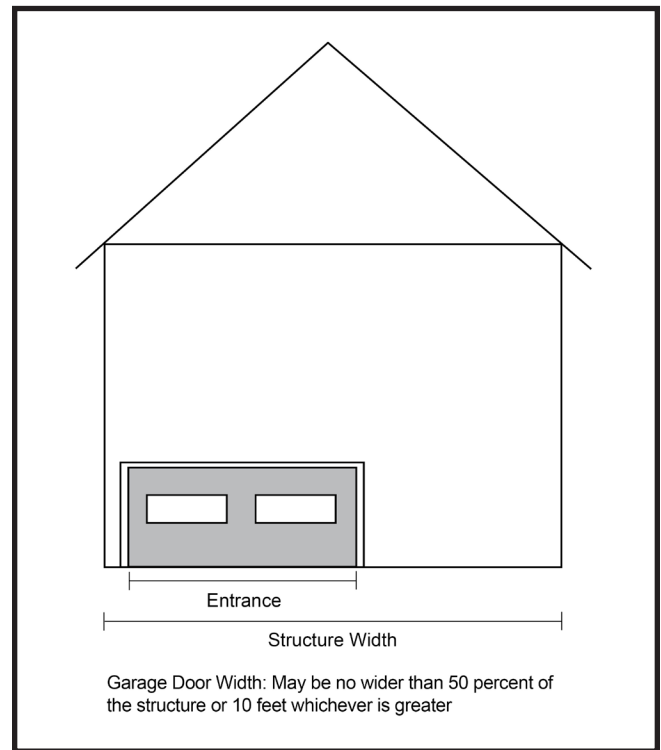 Entrance
Structure Width
Garage Door Width: May be no wider than 50 percent of
the structure or 10 feet whichever is greater